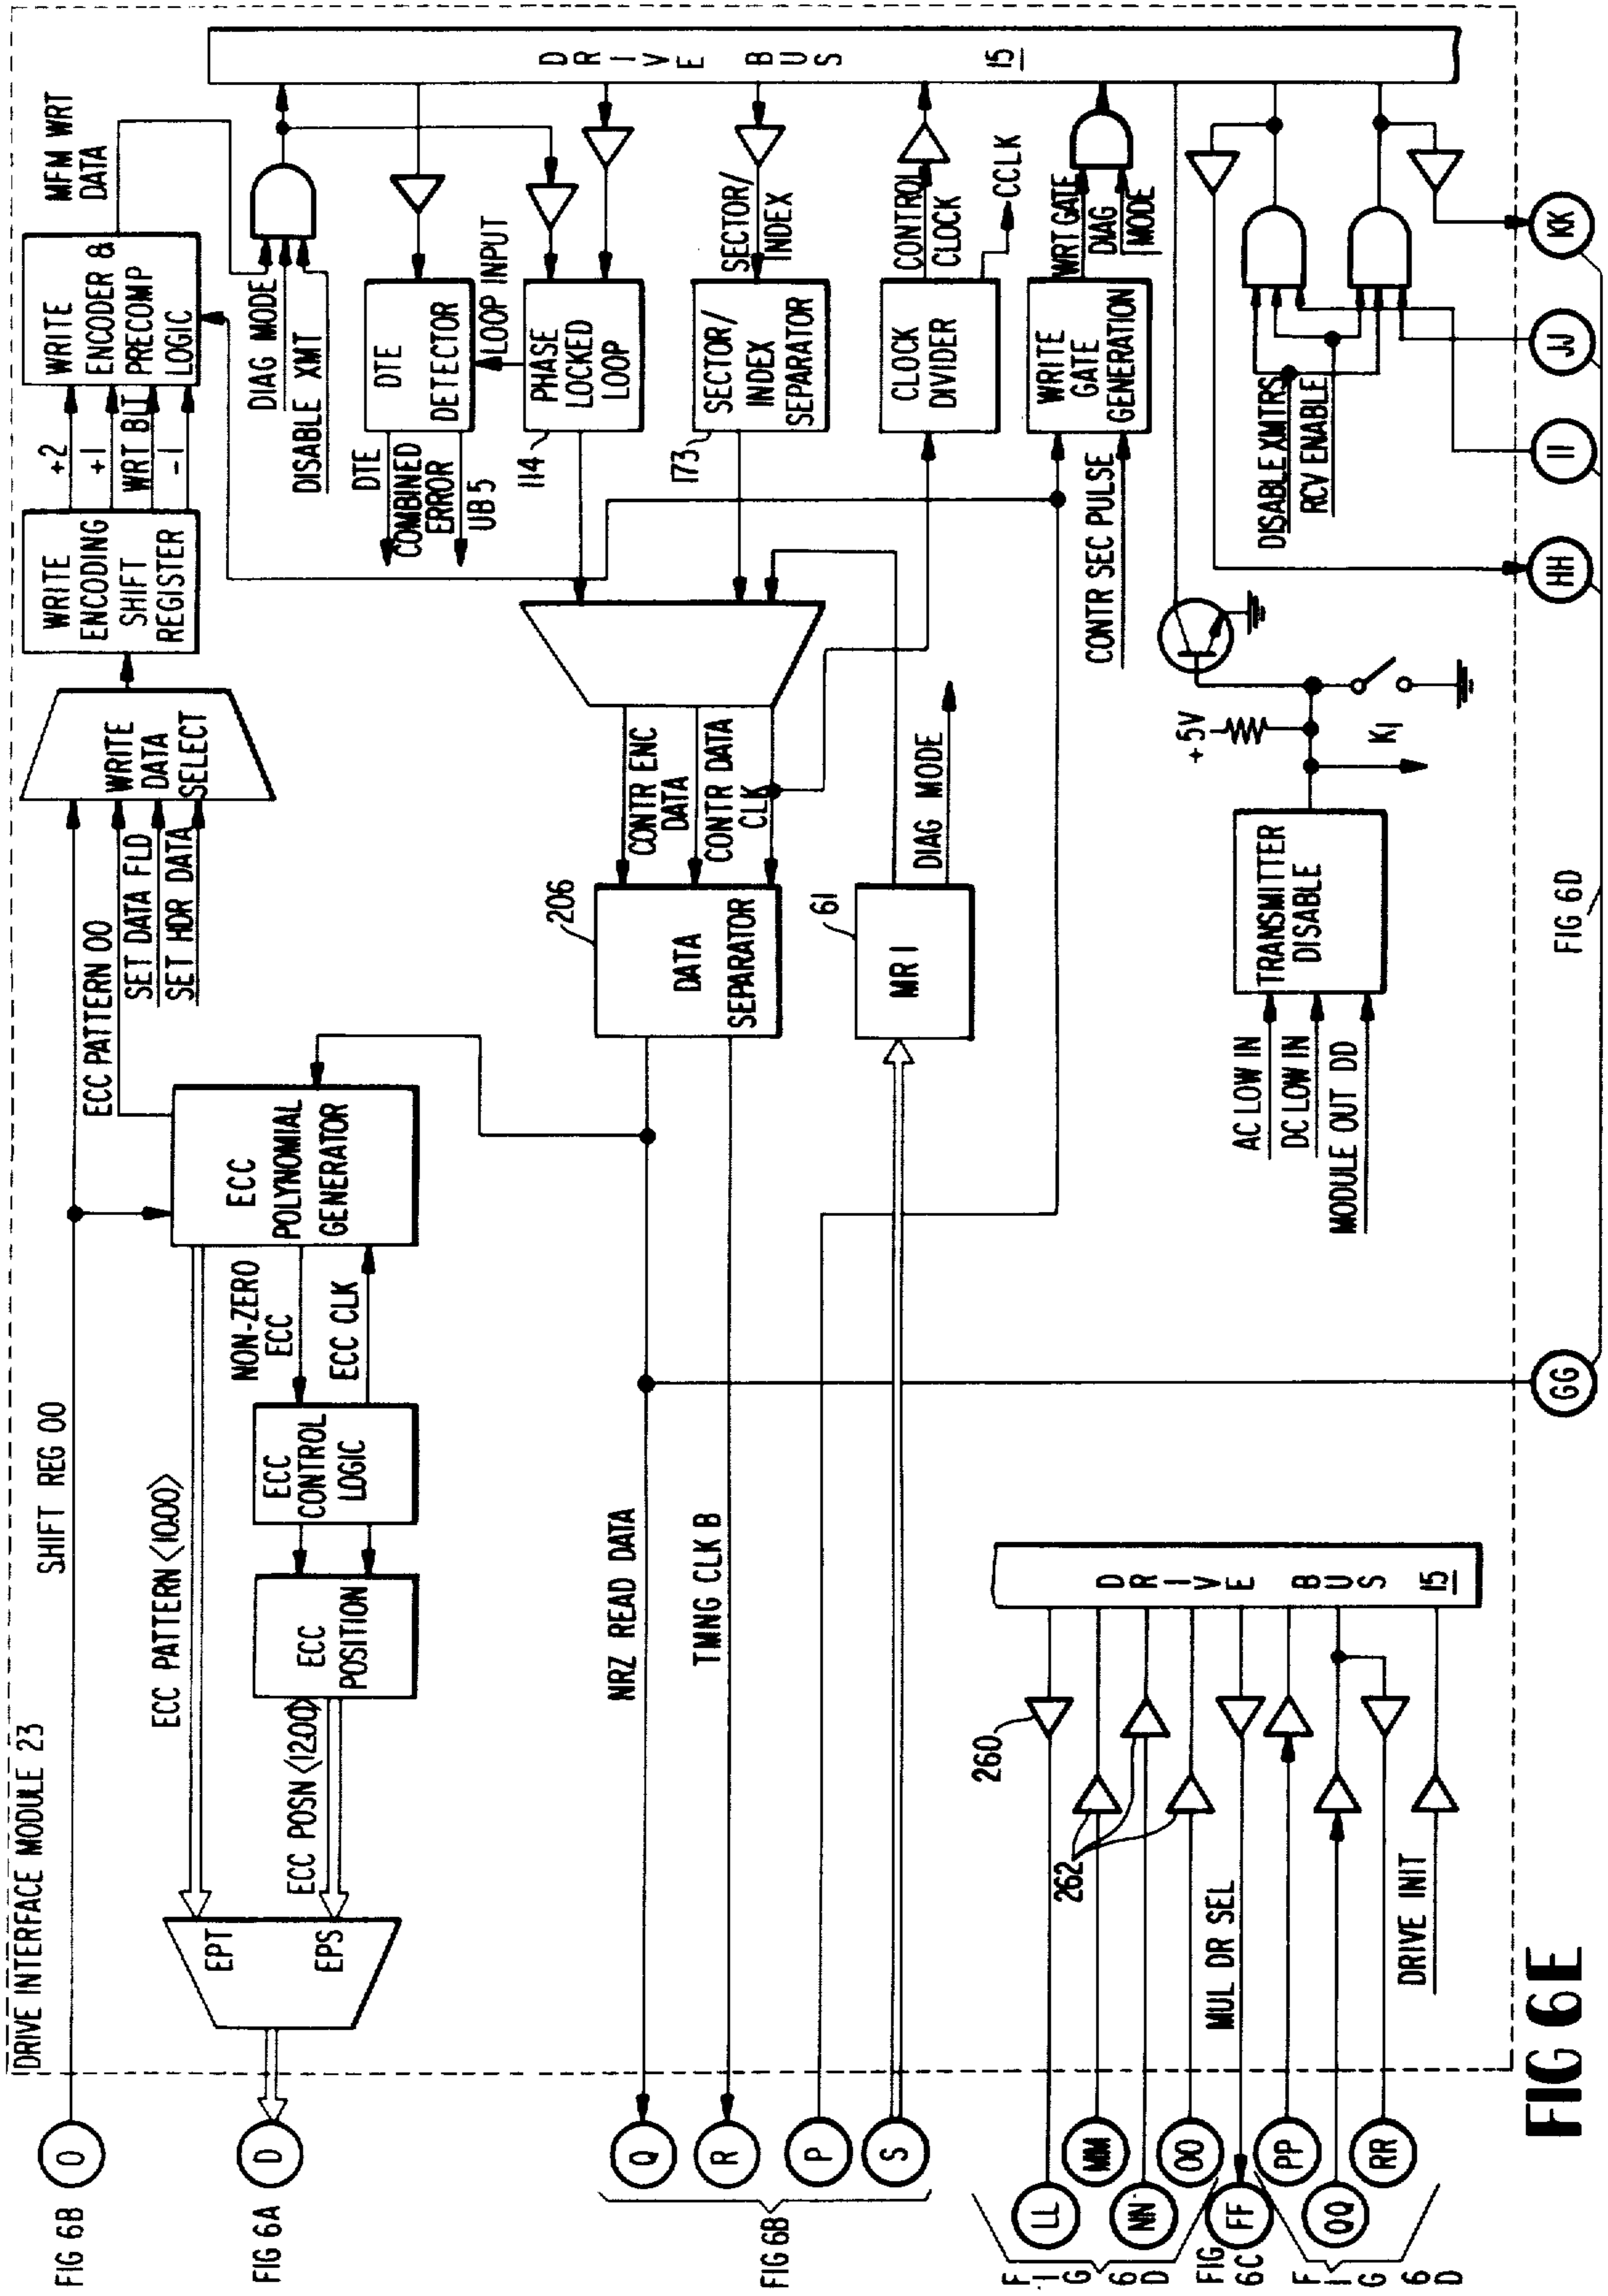 DRIVE INTERFACE MODULE 23
FIG 6B
O
SHIFT REG 00
ECC PATTERN 00
SET DATA FLD
SET HDR DATA
WRITE
DATA
SELECT
WRITE
ENCODING
SHIFT
REGISTER
+2
+1
WRT BLT
-1
WRITE
ENCODER &
PRECOMP
LOGIC
MFM WRT
DATA
DIAG MODE
DISABLE XMT
FIG 6A
D
EPT
EPS
ECC PATTERN <10:00>
ECC POSN <12:00>
ECC
POSITION
ECC
CONTROL
LOGIC
NON-ZERO
ECC
ECC CLK
ECC
POLYNOMIAL
GENERATOR
DTE
COMBINED
ERROR
UB 5
DTE
DETECTOR
LOOP INPUT
114
PHASE
LOCKED
LOOP
173
SECTOR/
INDEX
SEPARATOR
SECTOR/
INDEX
DRIVE BUS 15
FIG 6B
Q
R
P
S
NRZ READ DATA
TMNG CLK B
206
DATA
SEPARATOR
CONTR ENC
DATA
CONTR DATA
CLK
61
MR 1
DIAG MODE
CLOCK
DIVIDER
CONTROL
CLOCK
CCLK
WRITE
GATE
GENERATION
CONTR SEC PULSE
WRT GATE
DIAG
MODE
AC LOW IN
DC LOW IN
MODULE OUT DD
TRANSMITTER
DISABLE
+5V
K1
DISABLE XMTRS
RCV ENABLE
FIG 6D
LL
MM
NN
OO
FIG
6C
FF
FIG 6D
PP
QQ
RR
260
262
MUL DR SEL
DRIVE INIT
DRIVE BUS 15
GG
HH
II
JJ
KK
FIG 6D
FIG 6E